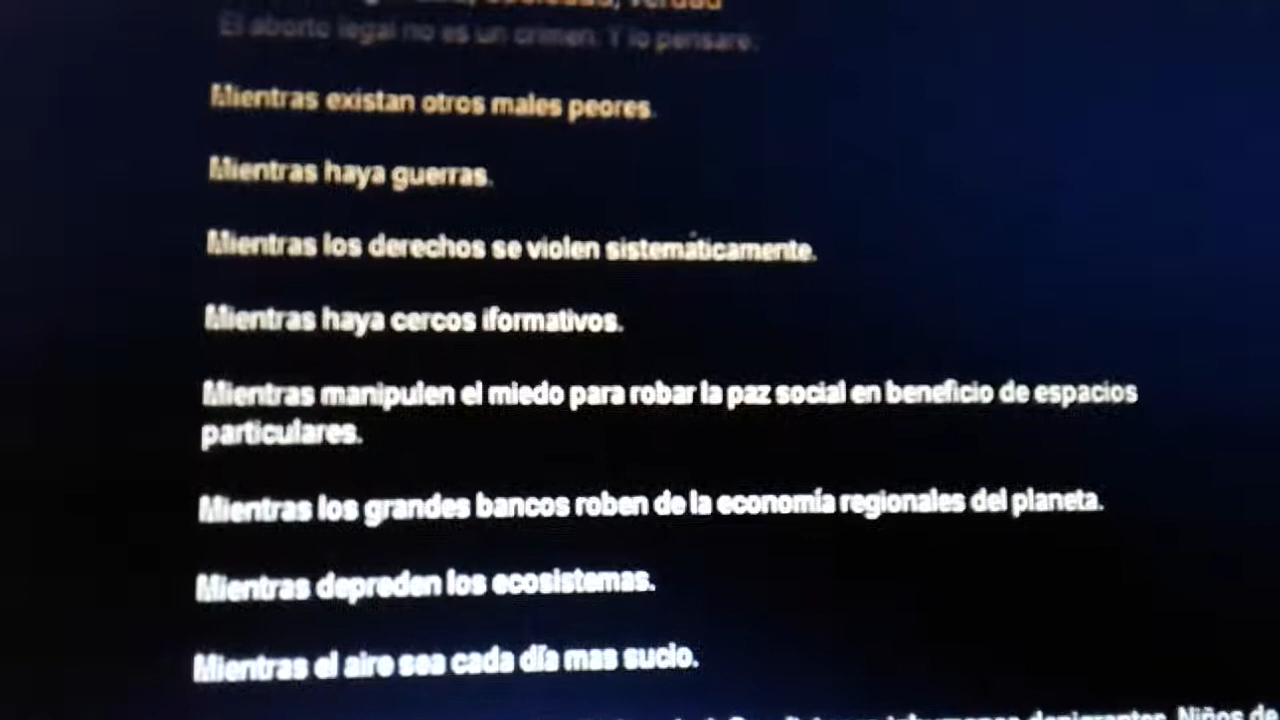 verdad
El aborto legal no es un crimen. Y lo pensaré.
Mientras existan otros males peores.
Mientras haya guerras.
Mientras los derechos se violen sistemáticamente.
Mientras haya cercos iformativos.
Mientras manipulen el miedo para robar la paz social en beneficio de espacios
particulares.
Mientras los grandes bancos roben de la economía regionales del planeta.
Mientras depreden los ecosistemas.
Mientras el aire sea cada día mas sucio.
Niños de